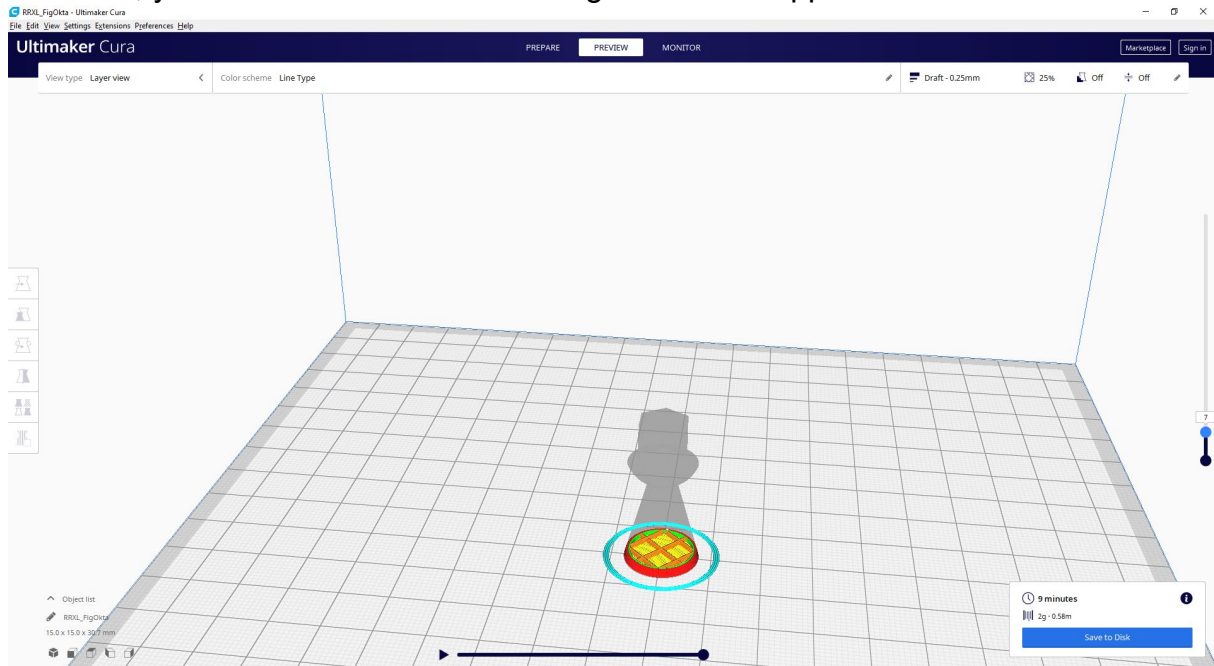 RRXL_FigOkta - Ultimaker Cura
File Edit View Settings Extensions Preferences Help
Ultimaker Cura PREPARE PREVIEW MONITOR Marketplace Sign in
View type Layer view Color scheme Line Type Draft - 0.25mm 25% Off Off
7
Object list
RRXL_FigOkta
15.0 x 15.0 x 30.7 mm
9 minutes
2g · 0.58m
Save to Disk